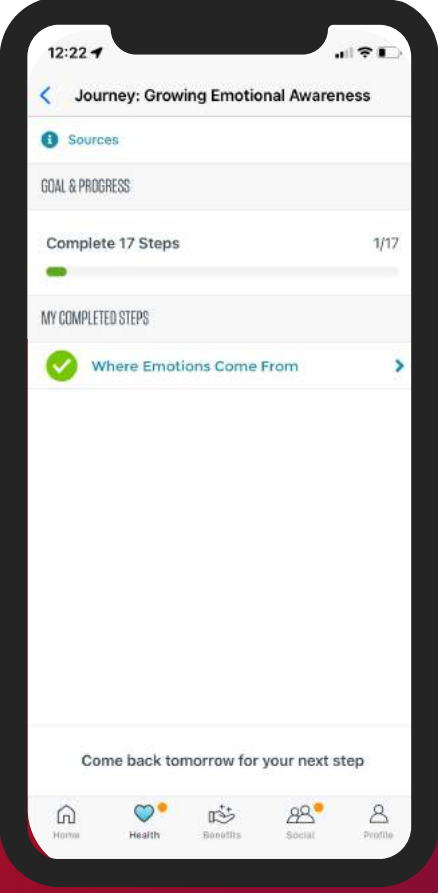 12:22
Journey: Growing Emotional Awareness
Sources
GOAL & PROGRESS
Complete 17 Steps 1/17
MY COMPLETED STEPS
Where Emotions Come From
Come back tomorrow for your next step
Home Health Benefits Social Profile